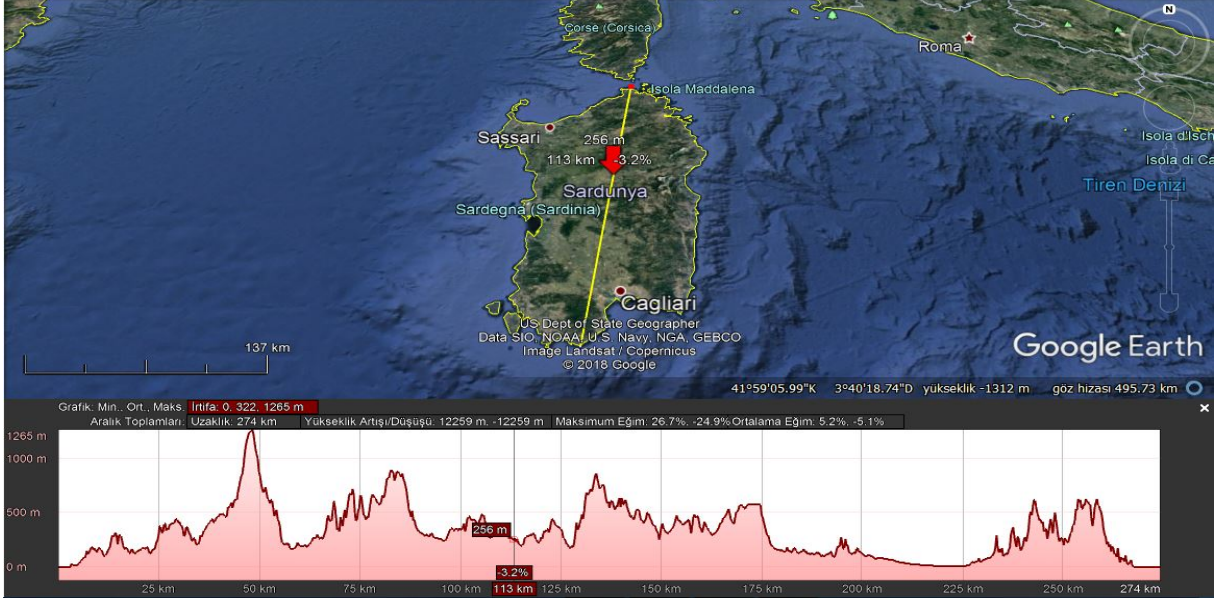 N
Corse (Corsica)
Roma
Isola Maddalena
Sassari
256 m
Isola d'Isch
113 km -3.2%
Isola di Ca
Sardunya
Tiren Denizi
Sardegna (Sardinia)
Cagliari
US Dept of State Geographer
Data SIO, NOAA, U.S. Navy, NGA, GEBCO
137 km
Image Landsat / Copernicus
Google Earth
© 2018 Google
41°59'05.99"K 3°40'18.74"D yükseklik -1312 m göz hizası 495.73 km
Grafik: Min., Ort., Maks. İrtifa: 0, 322, 1265 m
Aralık Toplamları: Uzaklık: 274 km Yükseklik Artışı/Düşüşü: 12259 m, -12259 m Maksimum Eğim: 26.7%, -24.9% Ortalama Eğim: 5.2%, -5.1%
1265 m
1000 m
500 m
256 m
0 m
-3.2%
25 km 50 km 75 km 100 km 113 km 125 km 150 km 175 km 200 km 225 km 250 km 274 km